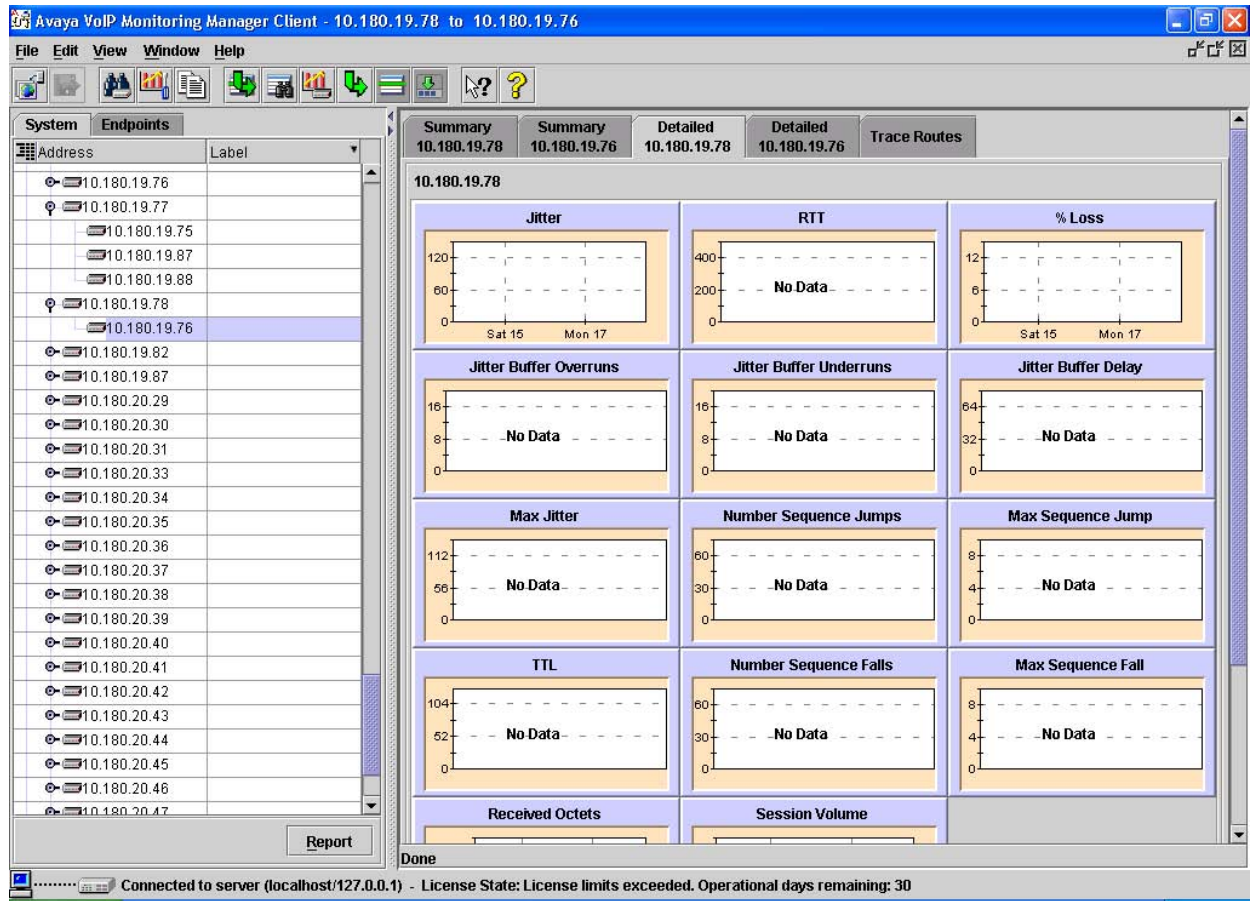 Avaya VoIP Monitoring Manager Client - 10.180.19.78 to 10.180.19.76
File Edit View Window Help
System Endpoints
Address Label
10.180.19.76
10.180.19.77
10.180.19.75
10.180.19.87
10.180.19.88
10.180.19.78
10.180.19.76
10.180.19.82
10.180.19.87
10.180.20.29
10.180.20.30
10.180.20.31
10.180.20.33
10.180.20.34
10.180.20.35
10.180.20.36
10.180.20.37
10.180.20.38
10.180.20.39
10.180.20.40
10.180.20.41
10.180.20.42
10.180.20.43
10.180.20.44
10.180.20.45
10.180.20.46
10.180.20.47
Report
Summary 10.180.19.78
Summary 10.180.19.76
Detailed 10.180.19.78
Detailed 10.180.19.76
Trace Routes
10.180.19.78
Jitter
120
60
0
Sat 15 Mon 17
RTT
400
200
0
No Data
% Loss
12
6
0
Sat 15 Mon 17
Jitter Buffer Overruns
16
8
0
No Data
Jitter Buffer Underruns
16
8
0
No Data
Jitter Buffer Delay
64
32
0
No Data
Max Jitter
112
56
0
No Data
Number Sequence Jumps
60
30
0
No Data
Max Sequence Jump
8
4
0
No Data
TTL
104
52
0
No Data
Number Sequence Falls
60
30
0
No Data
Max Sequence Fall
8
4
0
No Data
Received Octets
Session Volume
Done
Connected to server (localhost/127.0.0.1) - License State: License limits exceeded. Operational days remaining: 30